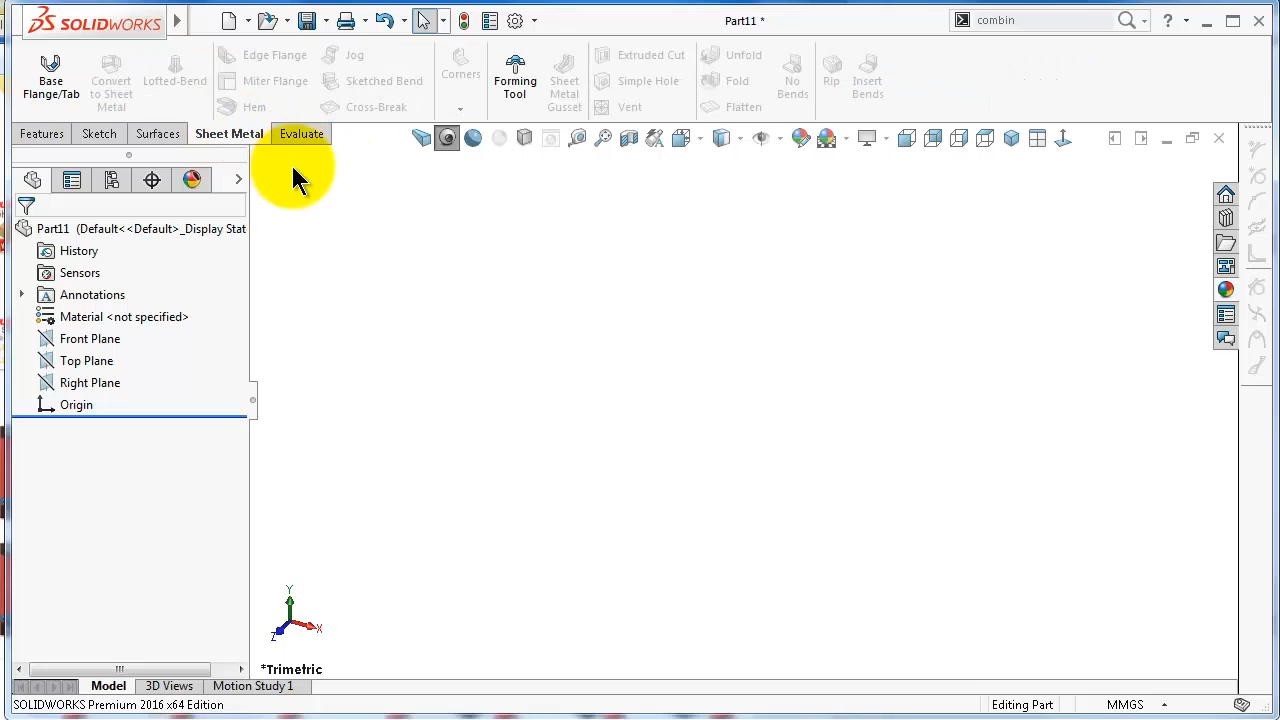 SOLIDWORKS
Part11 *
combin
?
Base
Flange/Tab
Convert
to Sheet
Metal
Lofted-Bend
Edge Flange
Miter Flange
Hem
Jog
Sketched Bend
Cross-Break
Corners
Forming
Tool
Sheet
Metal
Gusset
Extruded Cut
Simple Hole
Vent
Unfold
Fold
Flatten
No
Bends
Rip
Insert
Bends
Features
Sketch
Surfaces
Sheet Metal
Evaluate
Part11 (Default<<Default>_Display Stat
History
Sensors
Annotations
Material <not specified>
Front Plane
Top Plane
Right Plane
Origin
Y
X
Z
*Trimetric
Model
3D Views
Motion Study 1
SOLIDWORKS Premium 2016 x64 Edition
Editing Part
MMGS